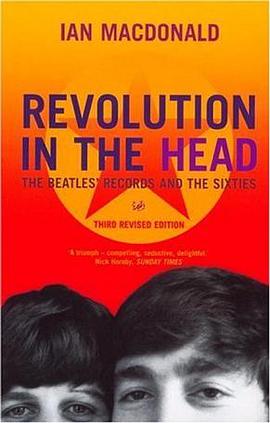 IAN MACDONALD
REVOLUTION
IN THE HEAD
THE BEATLES' RECORDS AND THE SIXTIES
THIRD REVISED EDITION
'A triumph – compelling, seductive, delightful.'
Nick Hornby, SUNDAY TIMES